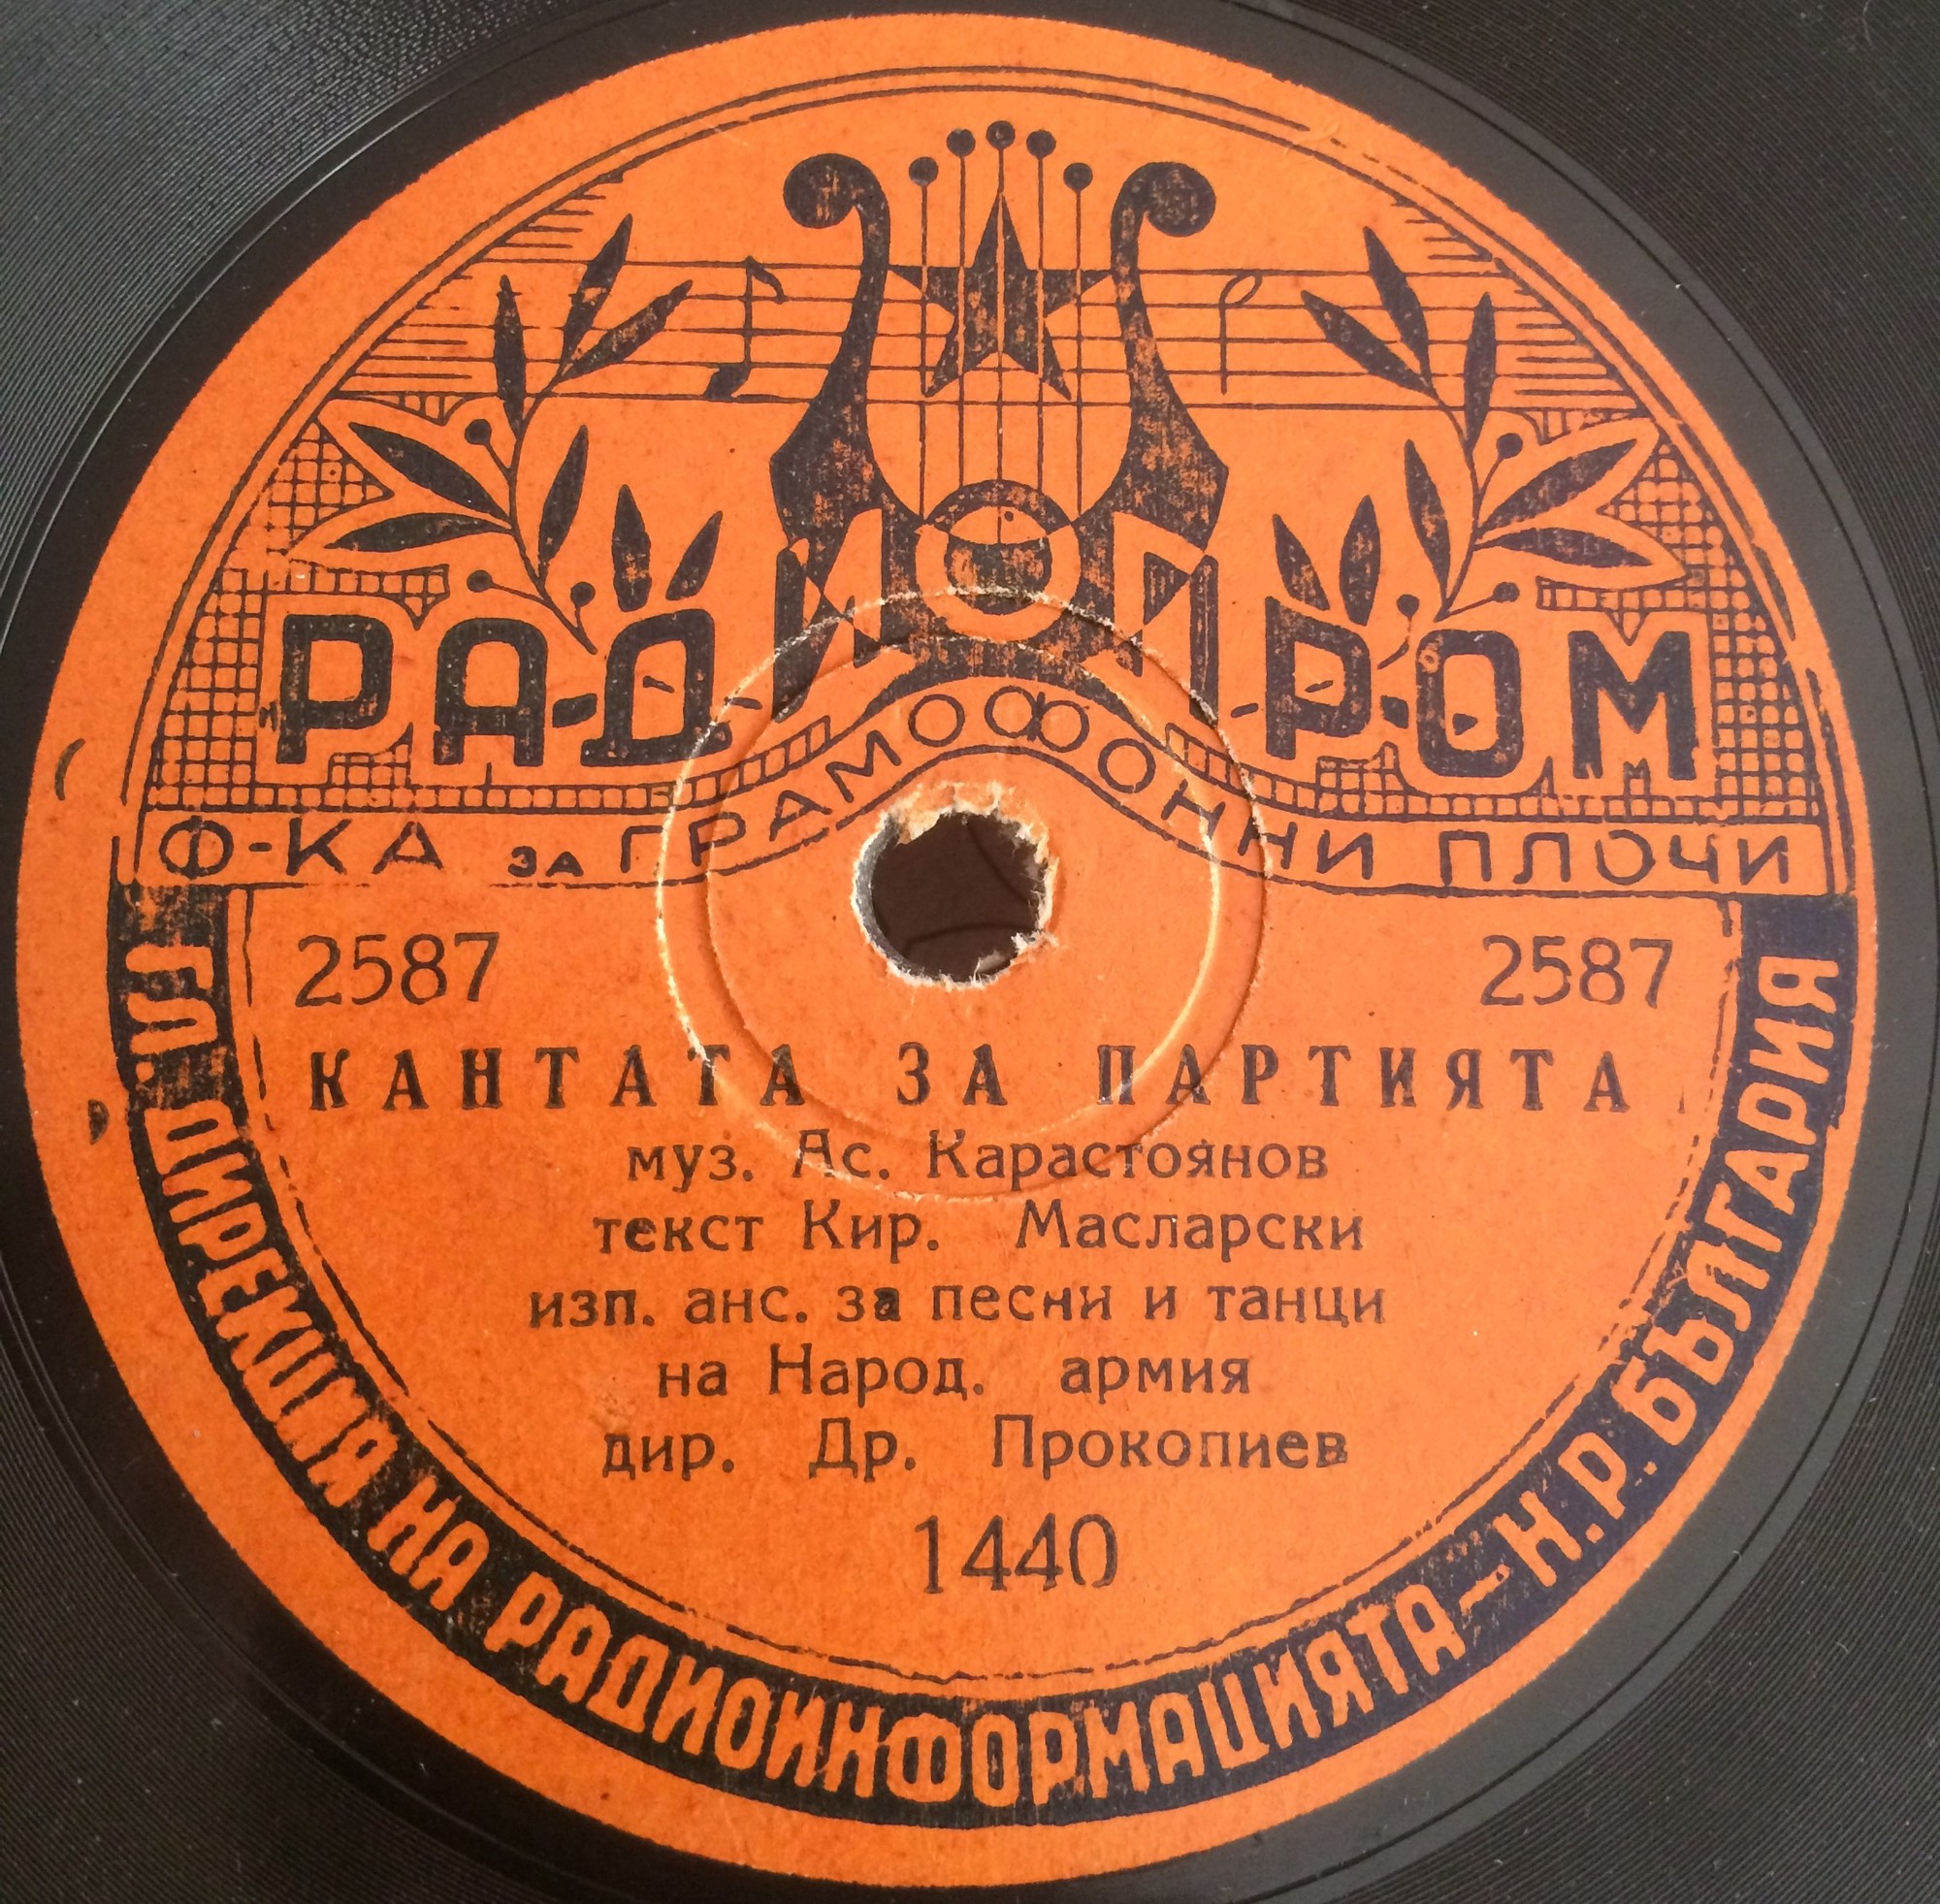 РАДИОПРОМ
Ф-КА ЗА ГРАМОФОННИ ПЛОЧИ
2587 2587
КАНТАТА ЗА ПАРТИЯТА
муз. Ас. Карастоянов
текст Кир. Масларски
изп. анс. за песни и танци
на Народ. армия
дир. Др. Прокопиев
1440
ГЛ. ДИРЕКЦИЯ НА РАДИОИНФОРМАЦИЯТА – Н.Р. БЪЛГАРИЯ